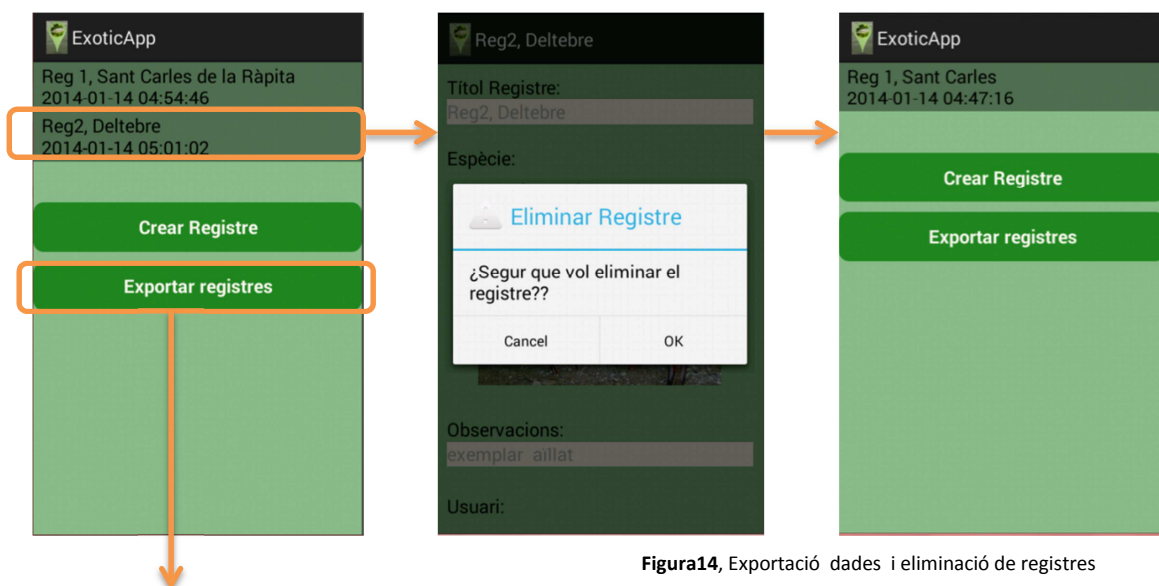 ExoticApp
Reg 1, Sant Carles de la Ràpita
2014-01-14 04:54:46
Reg2, Deltebre
2014-01-14 05:01:02
Crear Registre
Exportar registres
Reg2, Deltebre
Títol Registre:
Reg2, Deltebre
Espècie:
Eliminar Registre
¿Segur que vol eliminar el
registre??
Cancel OK
Observacions:
exemplar aïllat
Usuari:
ExoticApp
Reg 1, Sant Carles
2014-01-14 04:47:16
Crear Registre
Exportar registres
Figura14, Exportació dades i eliminació de registres